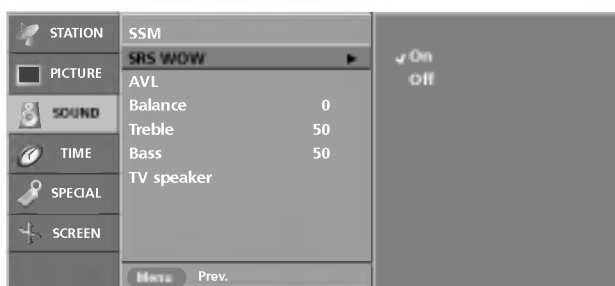 STATION
PICTURE
SOUND
TIME
SPECIAL
SCREEN
SSM
SRS WOW
AVL
Balance 0
Treble 50
Bass 50
TV speaker
Menu Prev.
On
Off